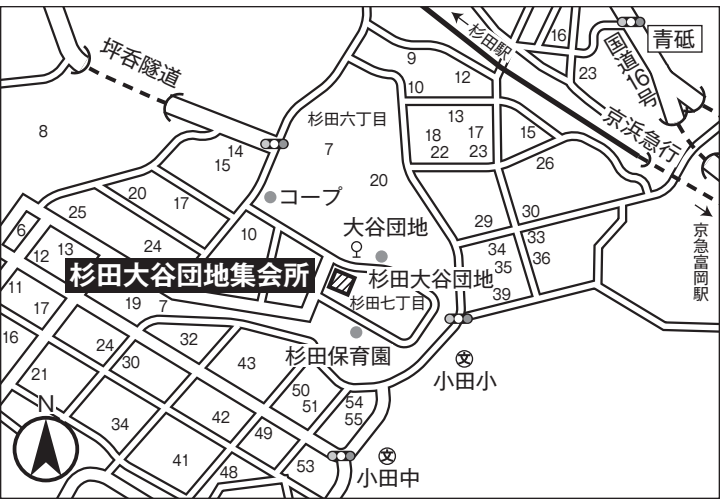 ←杉田駅
16
青砥
国道16号
23
坪呑隧道
9
12
10
京浜急行
杉田六丁目
13
18
17
15
22
23
8
7
14
15
26
20
20
17
コープ
25
29
30
大谷団地
6
10
24
12
13
34
33
35
36
→京急富岡駅
杉田大谷団地集会所
杉田大谷団地
杉田七丁目
39
11
17
19
7
16
24
30
32
43
杉田保育園
文
小田小
21
50
51
54
55
N
34
42
49
41
48
53
文
小田中